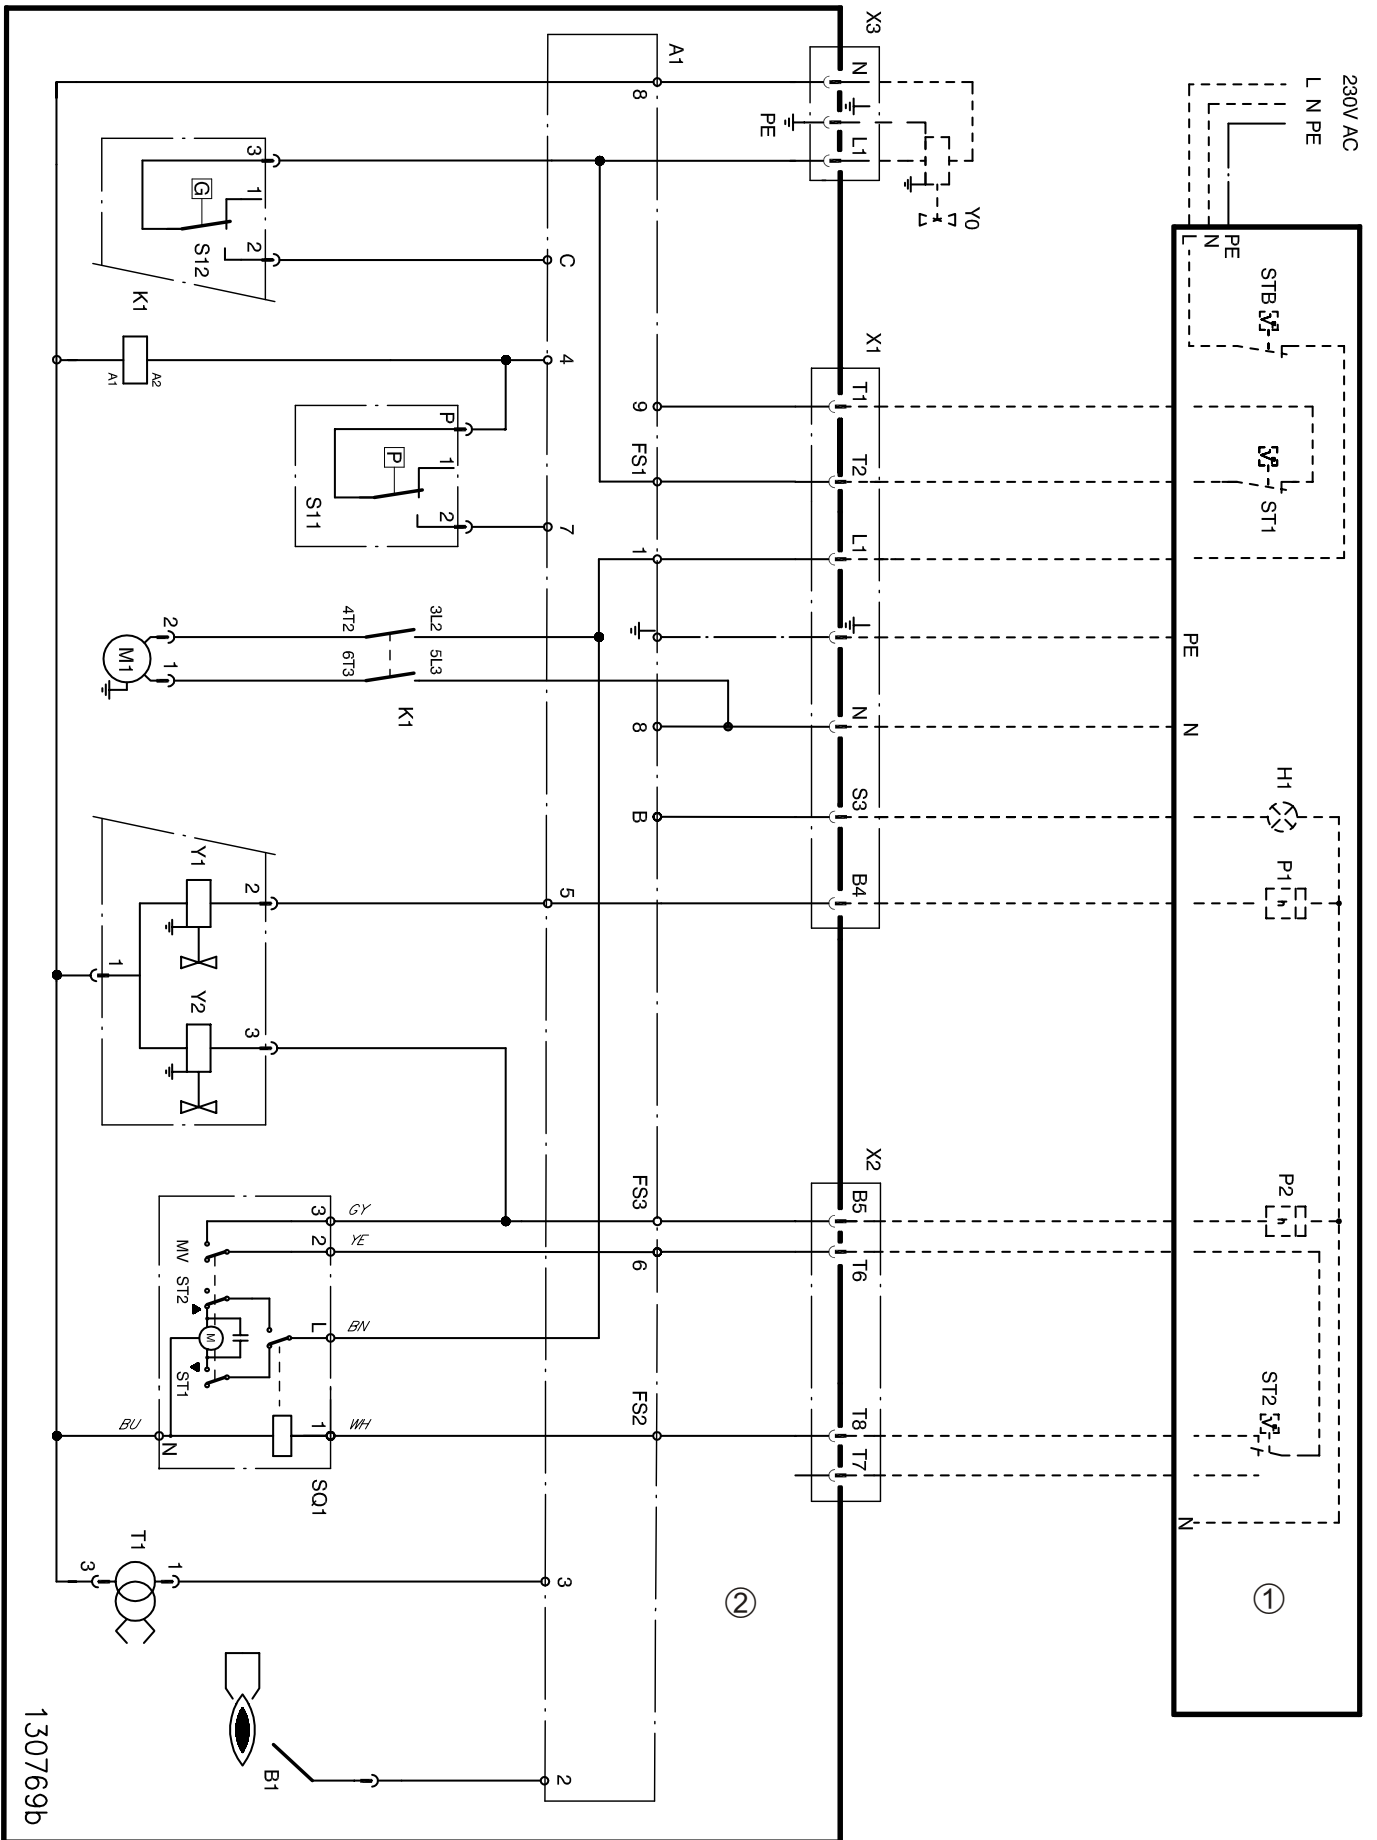 230V AC
L N PE
L
N
PE
STB
ST1
PE
N
H1
P1
P2
ST2
N
①
X3
N
L1
PE
Y0
X1
T1
T2
L1
N
S3
B4
X2
B5
T6
T8
T7
②
A1
8
9
FS1
1
8
B
FS3
6
FS2
C
4
7
5
3
2
3
1
2
G
S12
K1
A1
A2
P
1
2
P
S11
3L2
4T2
5L3
6T3
K1
2
1
M1
Y1
2
1
Y2
3
3
GY
2
YE
L
BN
1
WH
MV
ST2
M
ST1
BU
N
SQ1
T1
1
3
B1
130769b